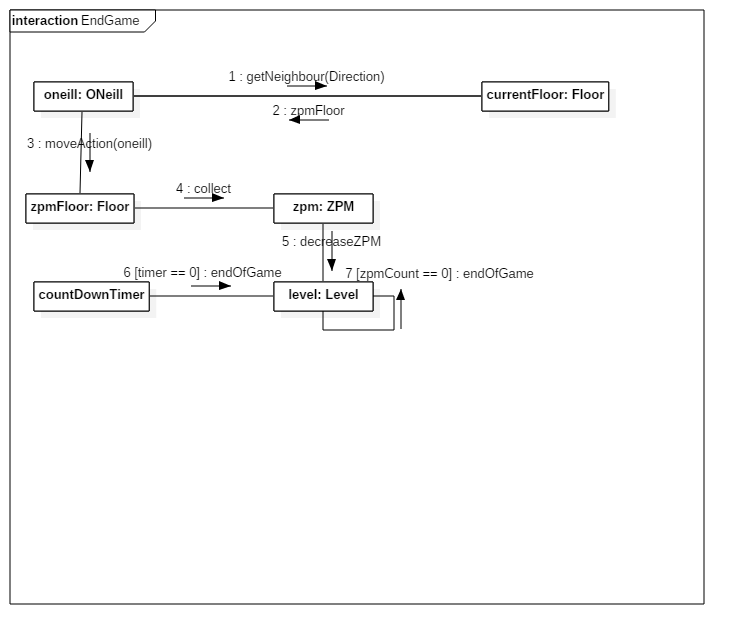 interaction EndGame
1 : getNeighbour(Direction)
oneill: ONeill
currentFloor: Floor
2 : zpmFloor
3 : moveAction(oneill)
4 : collect
zpmFloor: Floor
zpm: ZPM
5 : decreaseZPM
6 [timer == 0] : endOfGame
7 [zpmCount == 0] : endOfGame
countDownTimer
level: Level